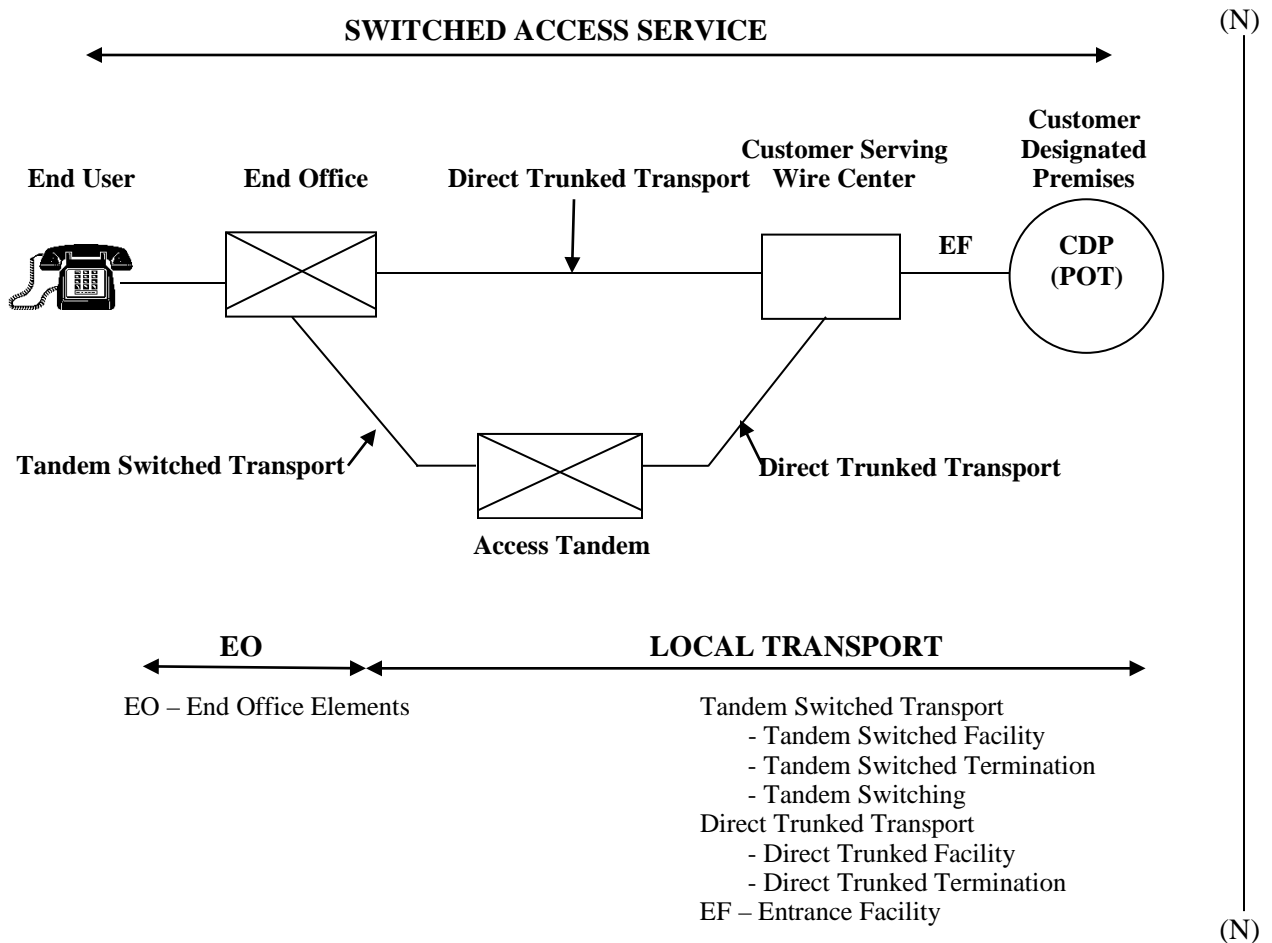 (N)
SWITCHED ACCESS SERVICE
Customer
Designated
Premises
Customer Serving
Wire Center
End User
End Office
Direct Trunked Transport
EF
CDP
(POT)
Tandem Switched Transport
Direct Trunked Transport
Access Tandem
EO
LOCAL TRANSPORT
EO – End Office Elements
Tandem Switched Transport
- Tandem Switched Facility
- Tandem Switched Termination
- Tandem Switching
Direct Trunked Transport
- Direct Trunked Facility
- Direct Trunked Termination
EF – Entrance Facility
(N)